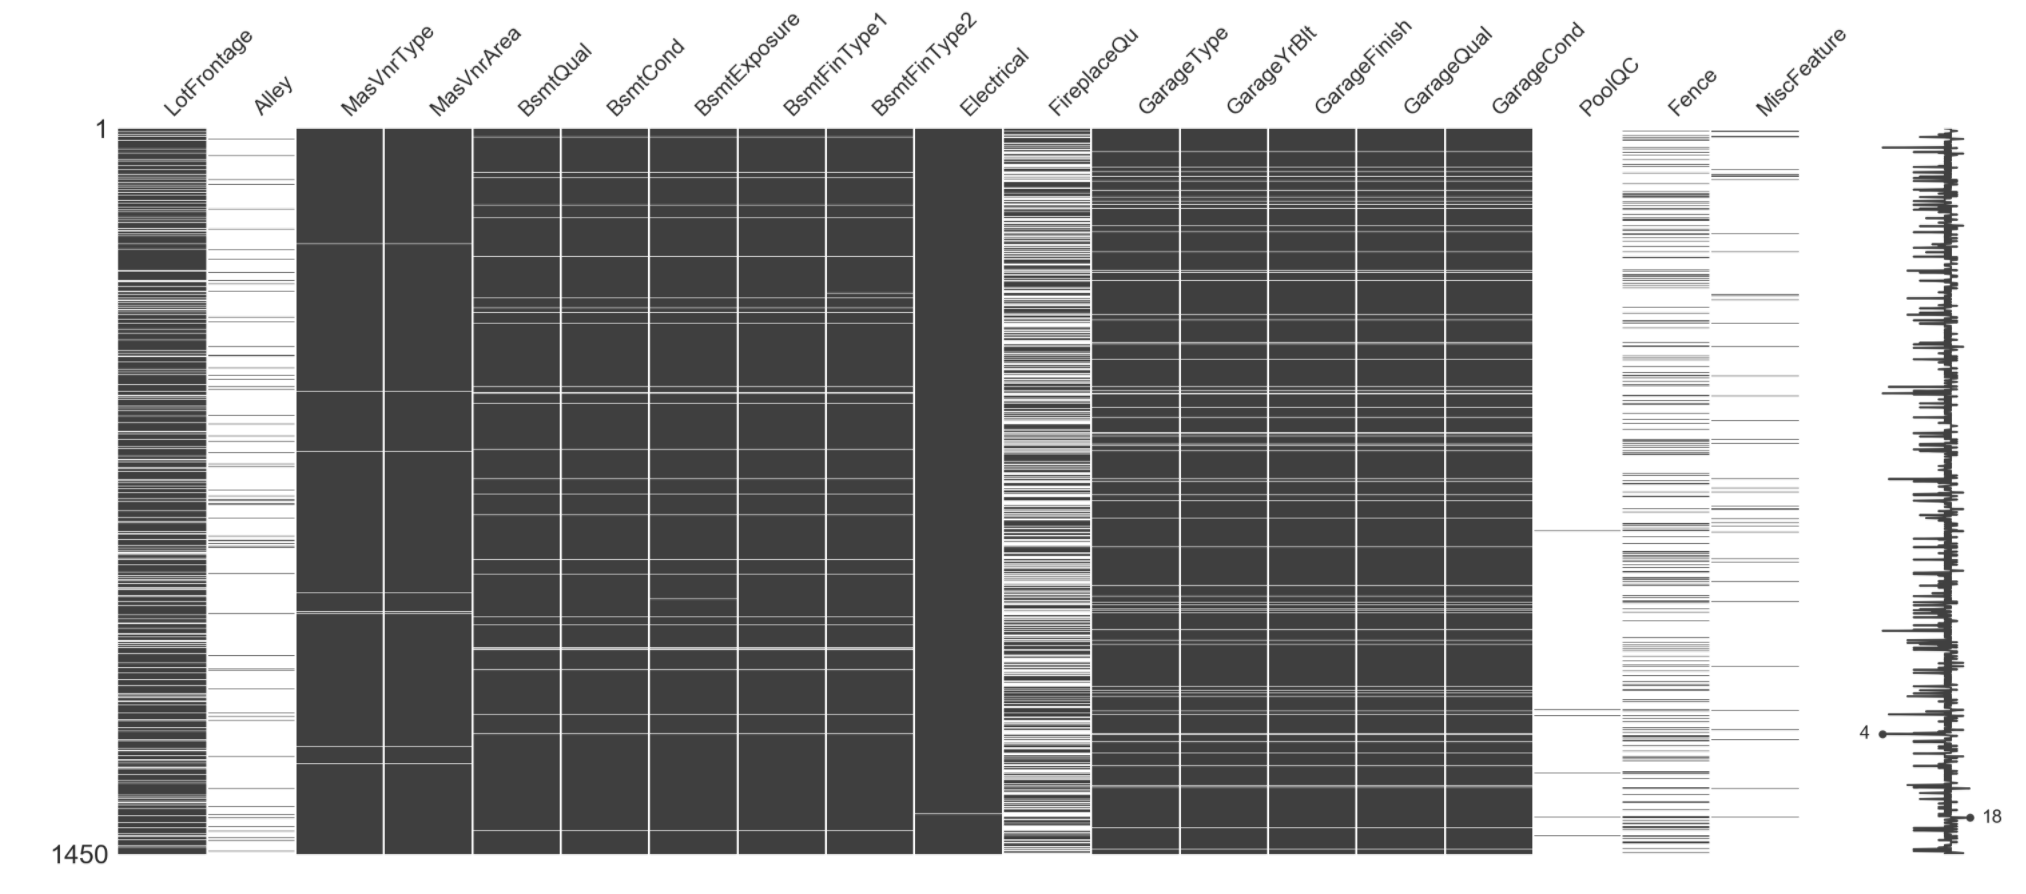 LotFrontage
Alley
MasVnrType
MasVnrArea
BsmtQual
BsmtCond
BsmtExposure
BsmtFinType1
BsmtFinType2
Electrical
FireplaceQu
GarageType
GarageYrBlt
GarageFinish
GarageQual
GarageCond
PoolQC
Fence
MiscFeature
1
4
18
1450